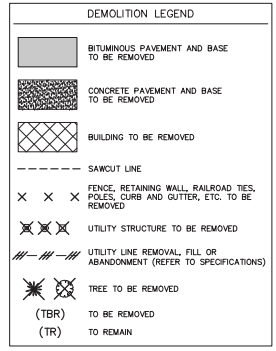 DEMOLITION LEGEND
BITUMINOUS PAVEMENT AND BASE
TO BE REMOVED
CONCRETE PAVEMENT AND BASE
TO BE REMOVED
BUILDING TO BE REMOVED
SAWCUT LINE
FENCE, RETAINING WALL, RAILROAD TIES,
POLES, CURB AND GUTTER, ETC. TO BE
REMOVED
UTILITY STRUCTURE TO BE REMOVED
UTILITY LINE REMOVAL, FILL OR
ABANDONMENT (REFER TO SPECIFICATIONS)
TREE TO BE REMOVED
(TBR) TO BE REMOVED
(TR) TO REMAIN